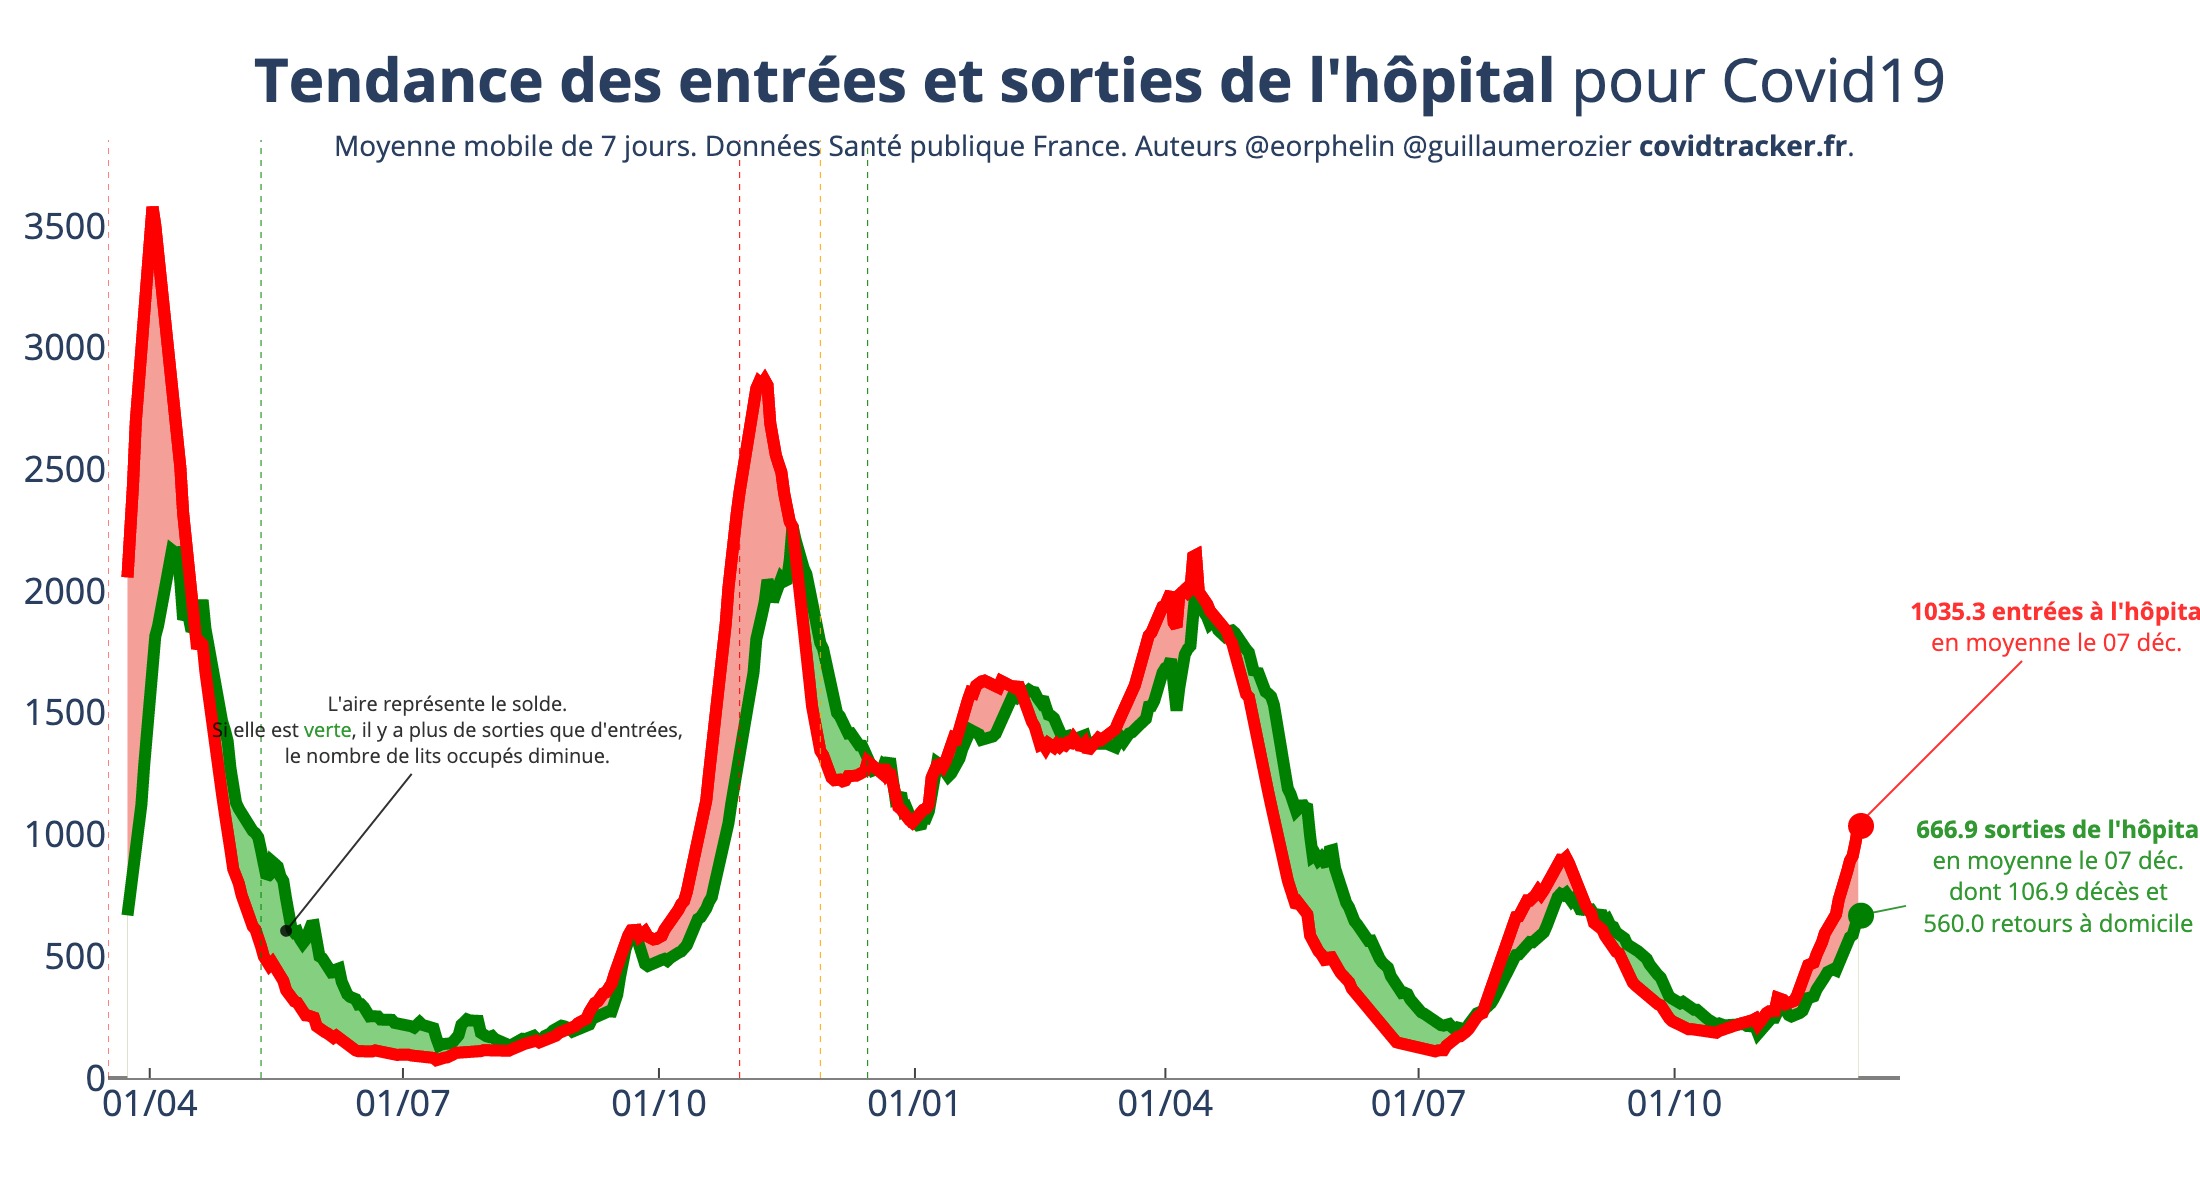 Tendance des entrées et sorties de l'hôpital pour Covid19
Moyenne mobile de 7 jours. Données Santé publique France. Auteurs @eorphelin @guillaumerozier covidtracker.fr.
3500
3000
2500
2000
1500
1000
500
0
L'aire représente le solde.
Si elle est verte, il y a plus de sorties que d'entrées,
le nombre de lits occupés diminue.
1035.3 entrées à l'hôpita
en moyenne le 07 déc.
666.9 sorties de l'hôpita
en moyenne le 07 déc.
dont 106.9 décès et
560.0 retours à domicile
01/04
01/07
01/10
01/01
01/04
01/07
01/10